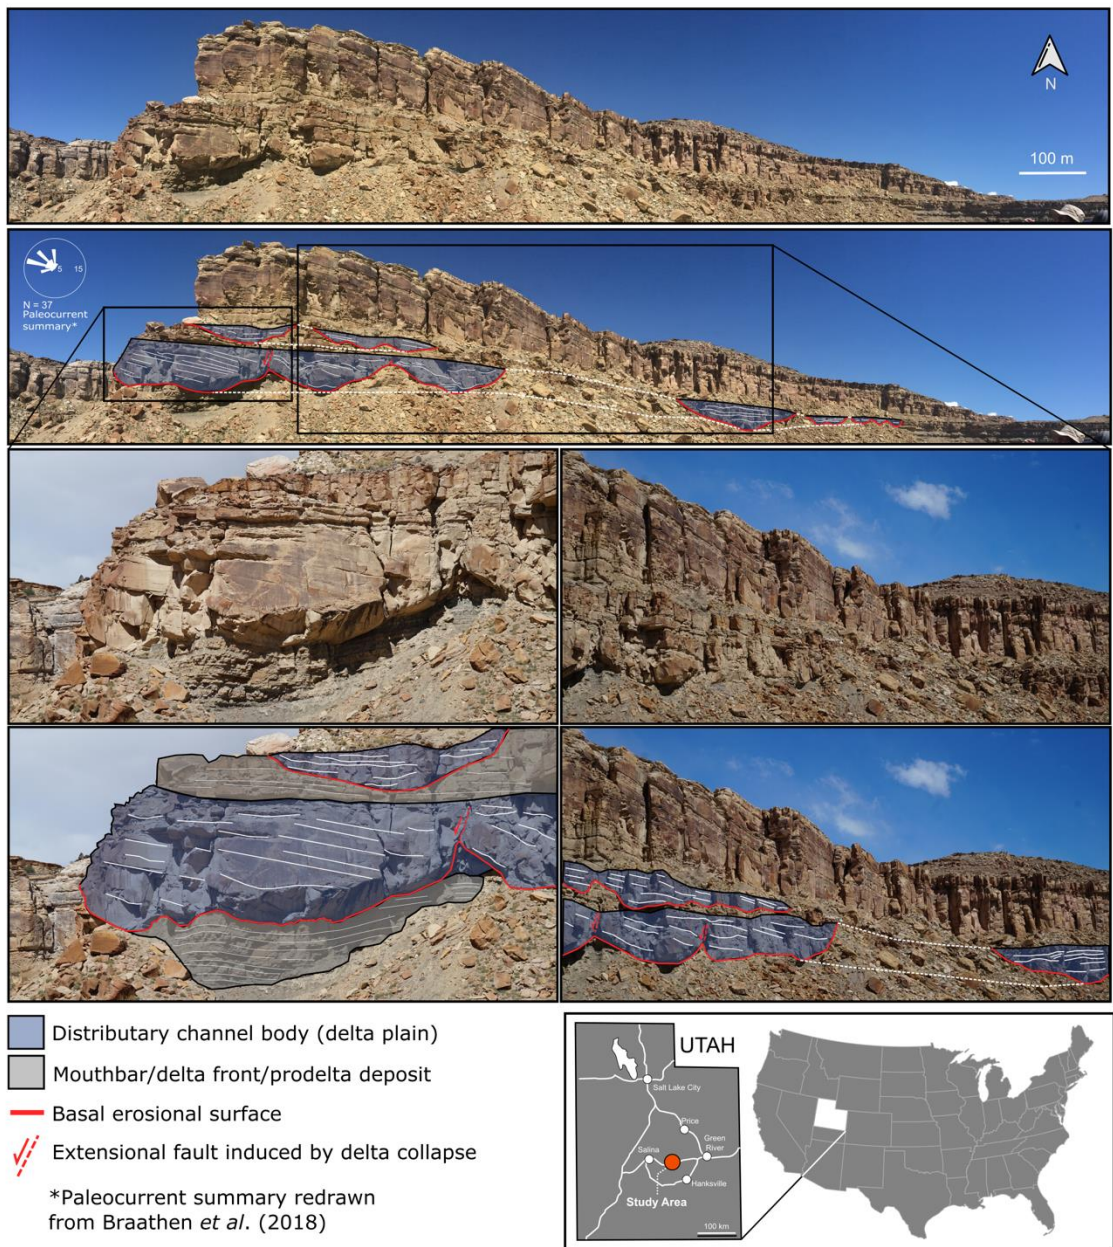 N
100 m
5 15
N = 37
Paleocurrent
summary*
Distributary channel body (delta plain)
Mouthbar/delta front/prodelta deposit
Basal erosional surface
Extensional fault induced by delta collapse
*Paleocurrent summary redrawn
from Braathen et al. (2018)
UTAH
Salt Lake City
Price
Green
River
Salina
Hanksville
Study Area
100 km